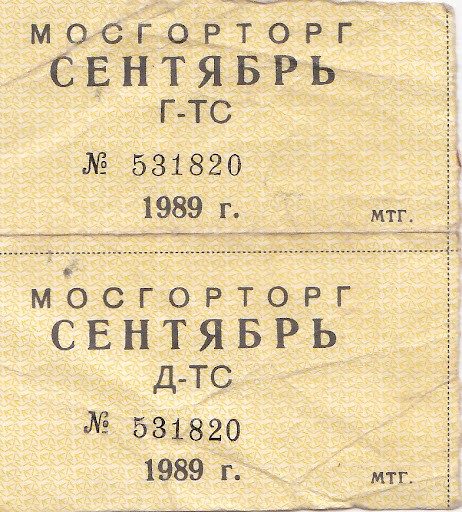 МОСГОРТОРГ
СЕНТЯБРЬ
Г-ТС
№ 531820
1989 г.
МТГ.
МОСГОРТОРГ
СЕНТЯБРЬ
Д-ТС
№ 531820
1989 г.
МТГ.